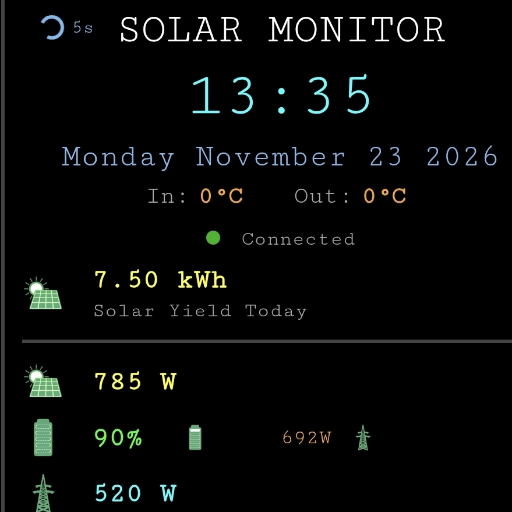 5s SOLAR MONITOR
13:35
Monday November 23 2026
In: 0°C Out: 0°C
Connected
7.50 kWh
Solar Yield Today
785 W
90% 692W
520 W